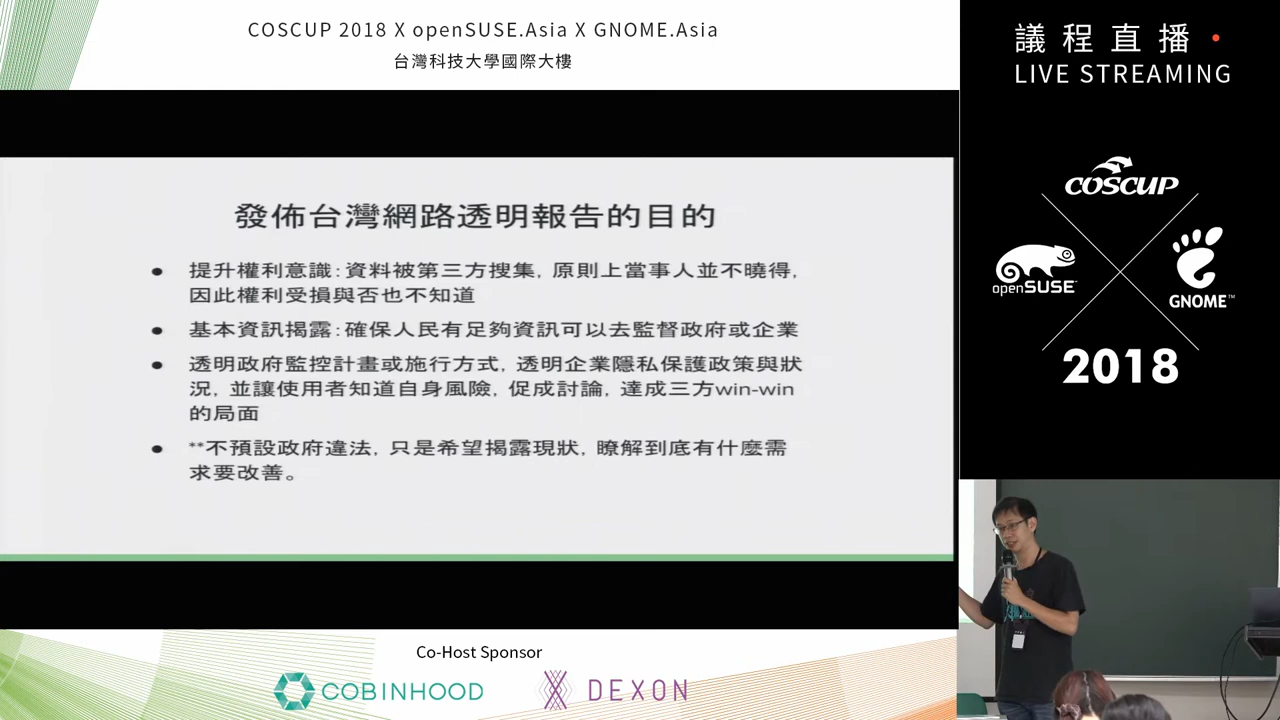 COSCUP 2018 X openSUSE.Asia X GNOME.Asia
台灣科技大學國際大樓
議程直播
LIVE STREAMING
COSCUP
openSUSE
GNOME™
2018
發佈台灣網路透明報告的目的
● 提升權利意識:資料被第三方搜集, 原則上當事人並不曉得,
因此權利受損與否也不知道
● 基本資訊揭露:確保人民有足夠資訊可以去監督政府或企業
● 透明政府監控計畫或施行方式, 透明企業隱私保護政策與狀
況, 並讓使用者知道自身風險, 促成討論, 達成三方win-win
的局面
● **不預設政府違法, 只是希望揭露現狀, 瞭解到底有什麼需
求要改善。
Co-Host Sponsor
COBINHOOD
DEXON